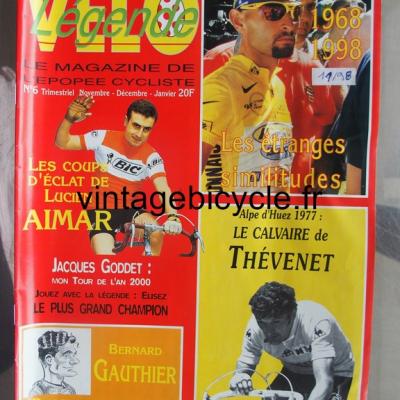 Légende
VÉLO
LE MAGAZINE DE
L'EPOPEE CYCLISTE
N°6 Trimestriel Novembre - Décembre - Janvier 20F
1968
1998
11/98
Les étranges
similitudes
BiC
LES COUPS
D'ÉCLAT DE
LUCIEN
AIMAR
vintagebicycle.fr
Alpe d'Huez 1977 :
LE CALVAIRE de
THÉVENET
JACQUES GODDET :
MON TOUR DE L'AN 2000
JOUEZ AVEC LA LÉGENDE : ELISEZ
LE PLUS GRAND CHAMPION
BERNARD
GAUTHIER